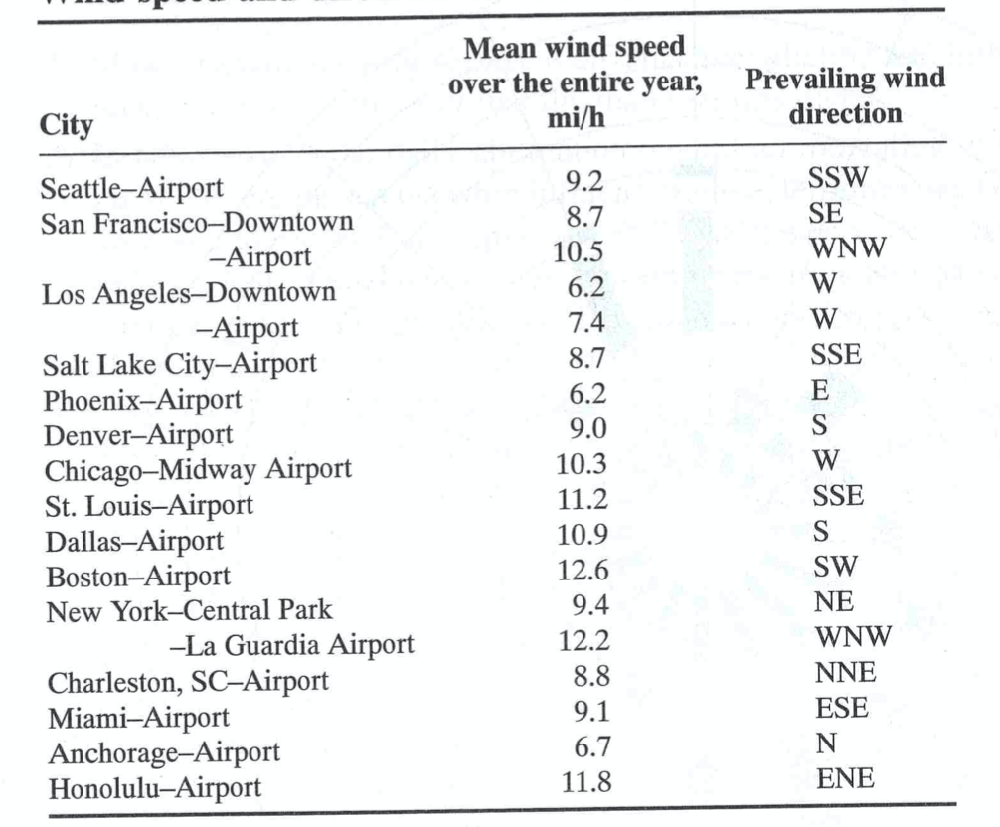 Mean wind speed
over the entire year, Prevailing wind
City mi/h direction
Seattle–Airport 9.2 SSW
San Francisco–Downtown 8.7 SE
–Airport 10.5 WNW
Los Angeles–Downtown 6.2 W
–Airport 7.4 W
Salt Lake City–Airport 8.7 SSE
Phoenix–Airport 6.2 E
Denver–Airport 9.0 S
Chicago–Midway Airport 10.3 W
St. Louis–Airport 11.2 SSE
Dallas–Airport 10.9 S
Boston–Airport 12.6 SW
New York–Central Park 9.4 NE
–La Guardia Airport 12.2 WNW
Charleston, SC–Airport 8.8 NNE
Miami–Airport 9.1 ESE
Anchorage–Airport 6.7 N
Honolulu–Airport 11.8 ENE